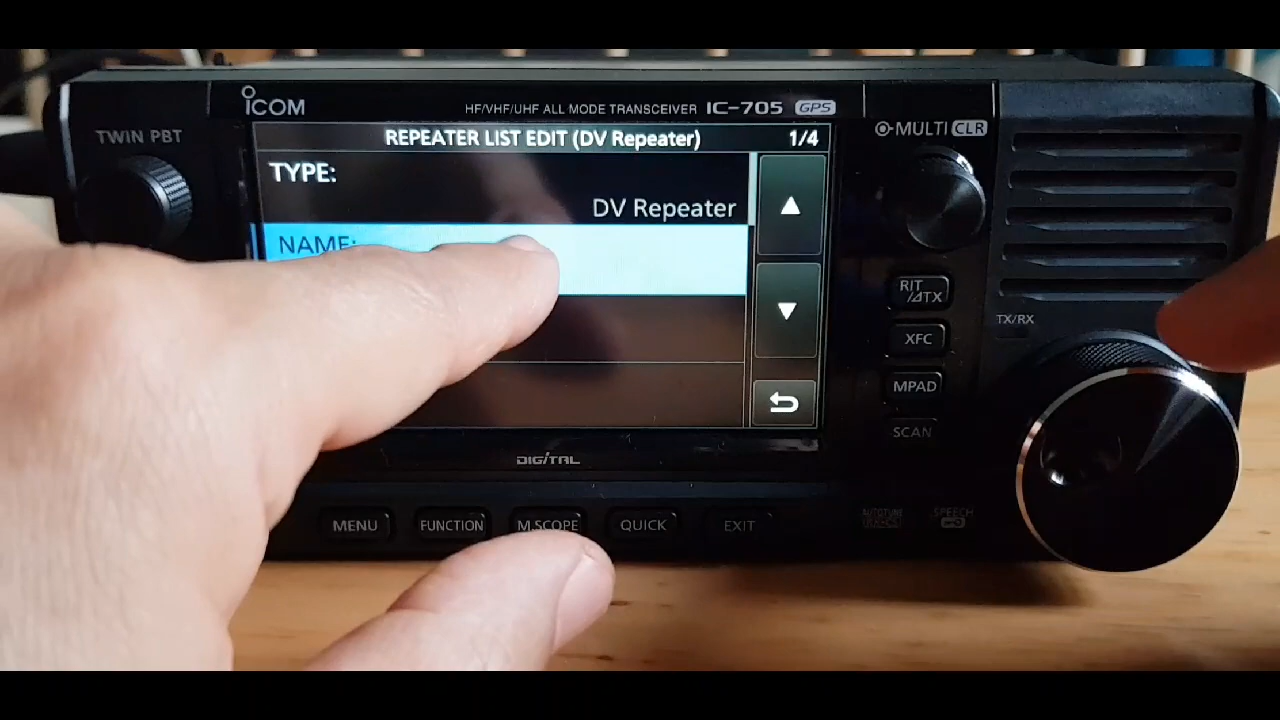 ICOM
HF/VHF/UHF ALL MODE TRANSCEIVER IC-705 GPS
TWIN PBT
MULTI CLR
REPEATER LIST EDIT (DV Repeater) 1/4
TYPE:
DV Repeater
NAME:
RIT
/⊿TX
TX/RX
XFC
MPAD
SCAN
DIGITAL
MENU FUNCTION M.SCOPE QUICK EXIT
AUTOTUNE
SPEECH